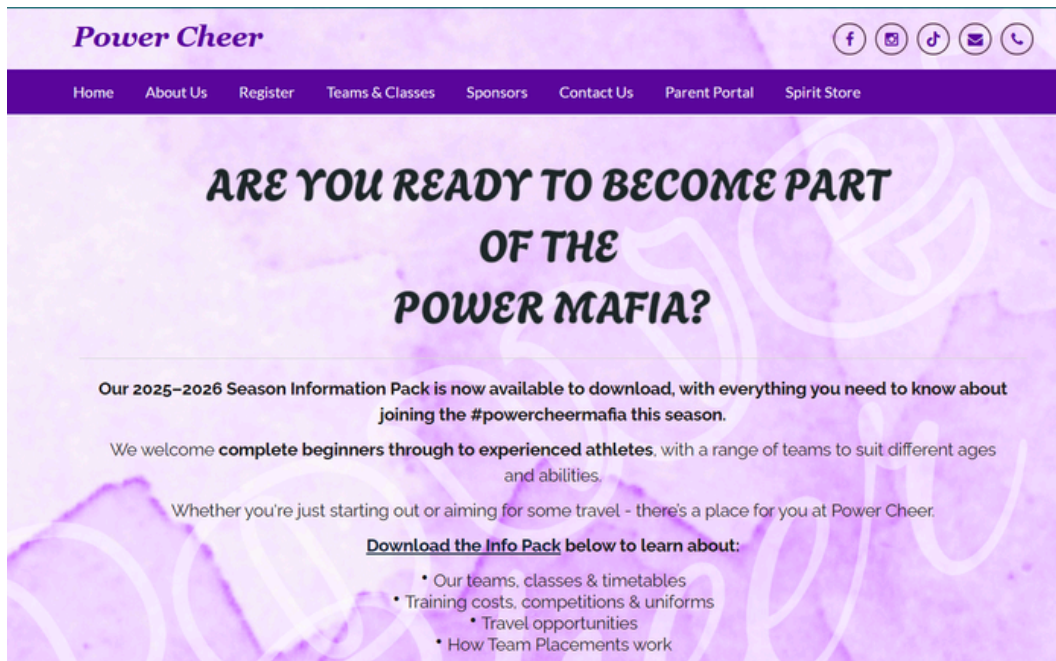 Power Cheer
Home About Us Register Teams & Classes Sponsors Contact Us Parent Portal Spirit Store
ARE YOU READY TO BECOME PART
OF THE
POWER MAFIA?
Our 2025–2026 Season Information Pack is now available to download, with everything you need to know about
joining the #powercheermafia this season.
We welcome complete beginners through to experienced athletes, with a range of teams to suit different ages
and abilities.
Whether you're just starting out or aiming for some travel - there's a place for you at Power Cheer.
Download the Info Pack below to learn about:
• Our teams, classes & timetables
• Training costs, competitions & uniforms
• Travel opportunities
• How Team Placements work